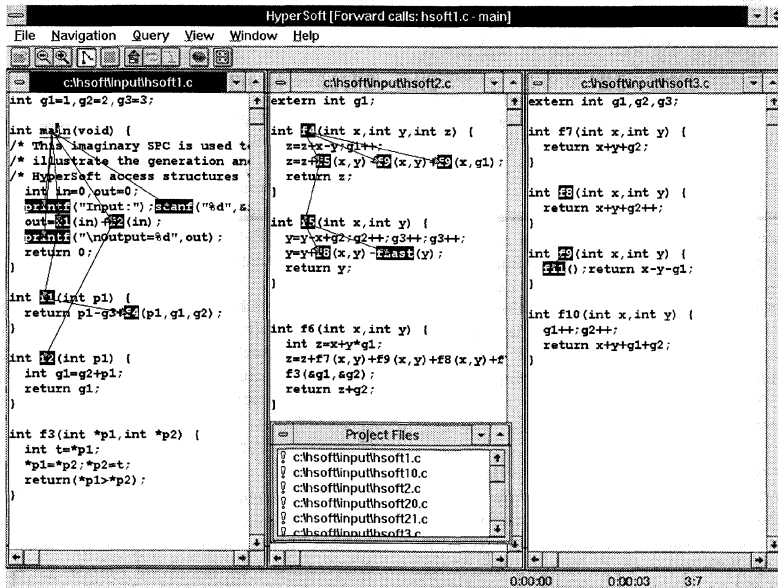 HyperSoft [Forward calls: hsoft1.c - main]
File Navigation Query Scan View Window Help
c:\hsoft\input\hsoft1.c
int g1=1,g2=2,g3=3;
int main(void) {
/* This imaginary SPC is used to
/* illustrate the generation and
/* HyperSoft access structures
int in=0,out=0;
printf("Input:");scanf("%d",&
out=f1(in)+f2(in);
printf("\nOutput=%d",out);
return 0;
}
int f1(int p1) {
return p1-g3+f4(p1,g1,g2);
}
int f2(int p1) {
int g1=g2+p1;
return g1;
}
int f3(int *p1,int *p2) {
int t=*p1;
*p1=*p2;*p2=t;
return(*p1>*p2);
}
c:\hsoft\input\hsoft2.c
extern int g1;
int f4(int x,int y,int z) {
z=z+x-y;g1++;
z=z+f5(x,y)+f9(x,y)+f9(x,g1);
return z;
}
int f5(int x,int y) {
y=y-x+g2;g2++;g3++;g3++;
y=y+f8(x,y)-flast(y);
return y;
}
int f6(int x,int y) {
int z=x+y*g1;
z=z+f7(x,y)+f9(x,y)+f8(x,y)+f
f3(&g1,&g2);
return z+g2;
}
Project Files
c:\hsoft\input\hsoft1.c
c:\hsoft\input\hsoft10.c
c:\hsoft\input\hsoft2.c
c:\hsoft\input\hsoft20.c
c:\hsoft\input\hsoft21.c
c:\hsoft\input\hsoft3.c
c:\hsoft\input\hsoft3.c
extern int g1,g2,g3;
int f7(int x,int y) {
return x+y+g2;
}
int f8(int x,int y) {
return x+y+g2++;
}
int f9(int x,int y) {
f11();return x-y-g1;
}
int f10(int x,int y) {
g1++;g2++;
return x+y+g1+g2;
}
0:00:00 0:00:03 3:7